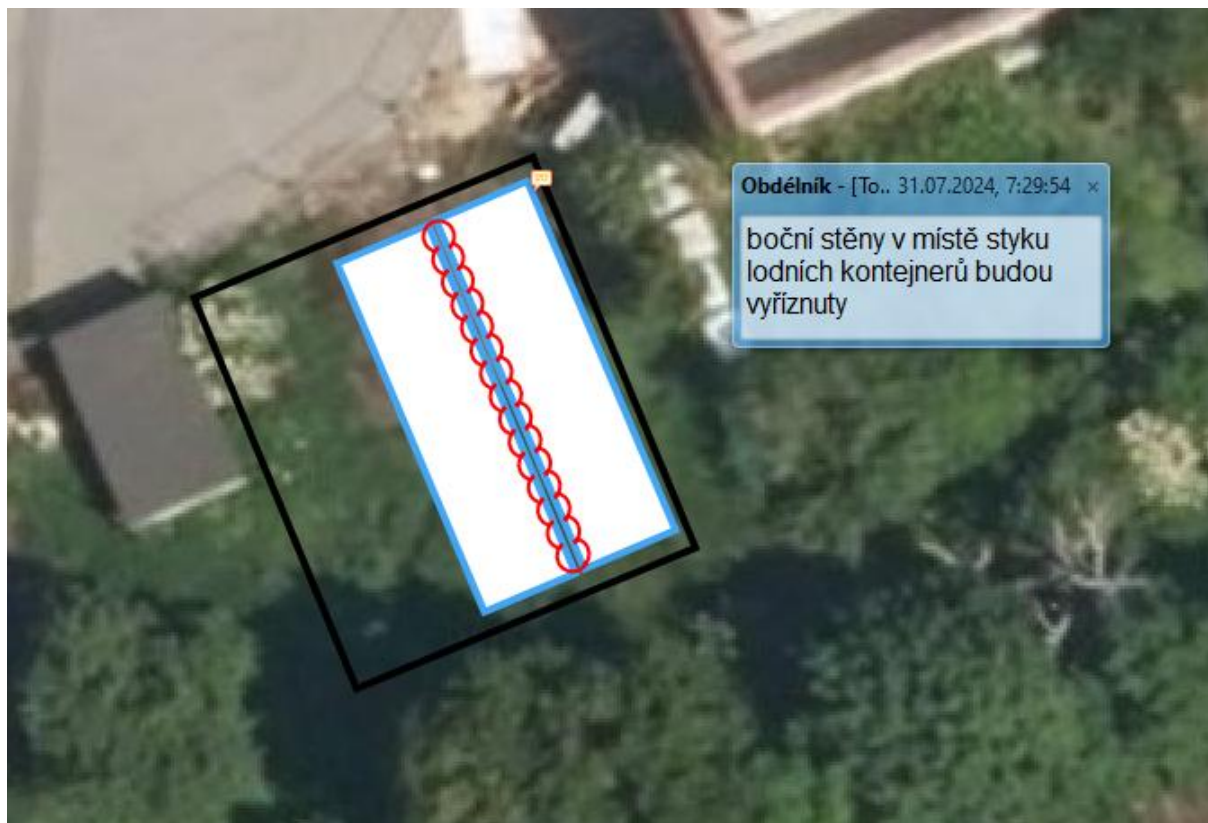 Obdélník - [To.. 31.07.2024, 7:29:54 ×
boční stěny v místě styku
lodních kontejnerů budou
vyříznuty